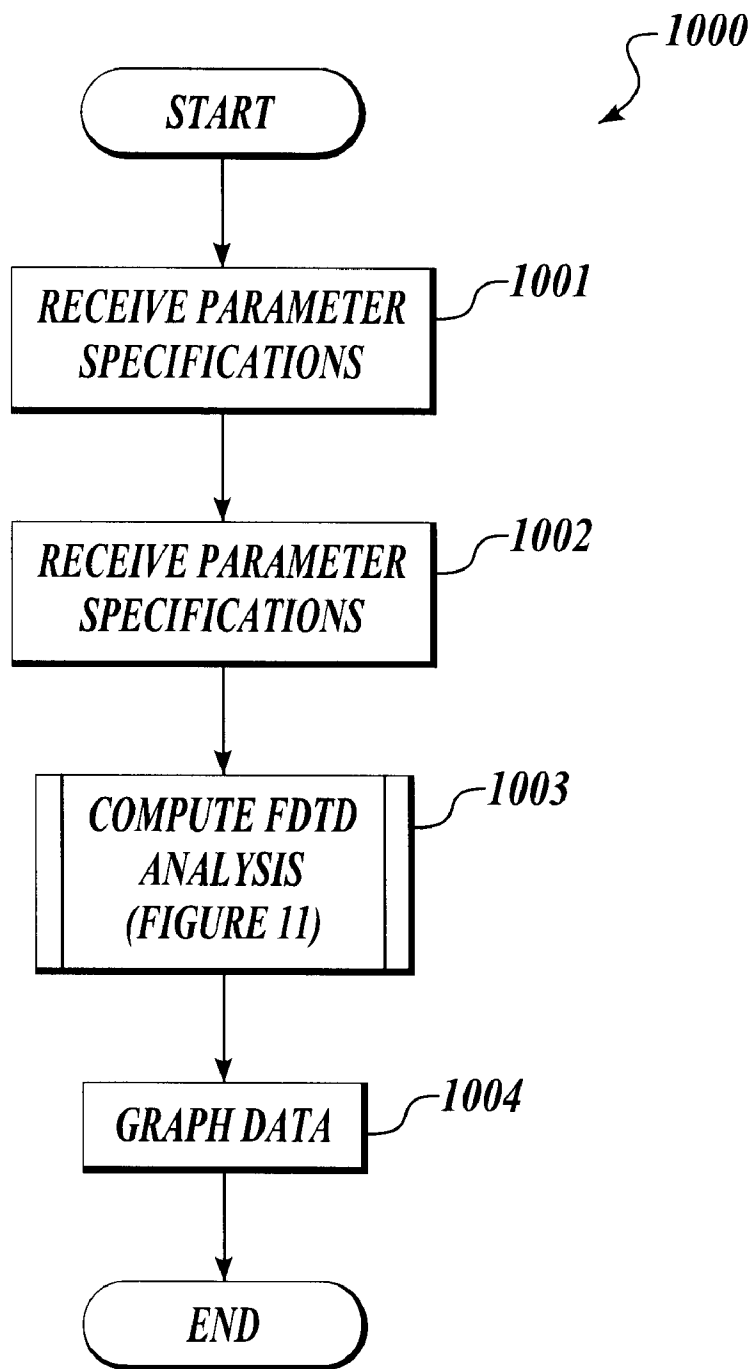 1000
START
RECEIVE PARAMETER
SPECIFICATIONS
1001
RECEIVE PARAMETER
SPECIFICATIONS
1002
COMPUTE FDTD
ANALYSIS
(FIGURE 11)
1003
GRAPH DATA
1004
END